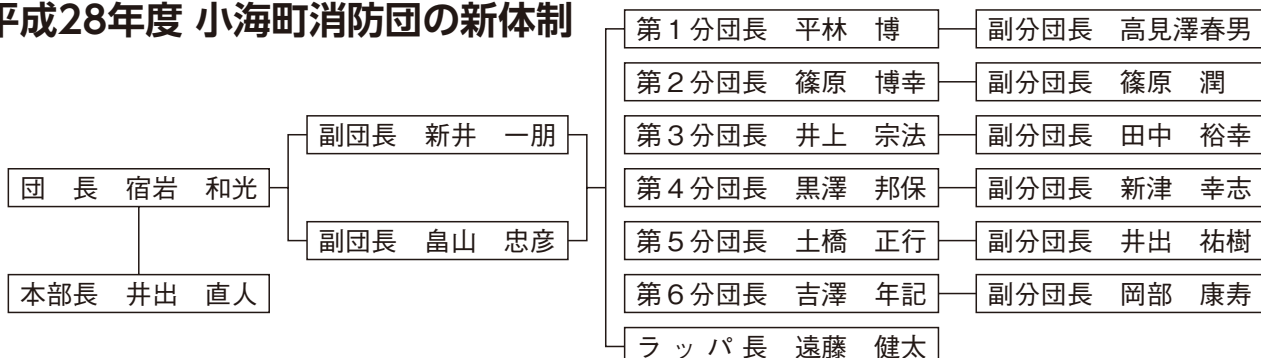 平成28年度 小海町消防団の新体制
団　長　宿岩　和光
本部長　井出　直人
副団長　新井　一朋
副団長　畠山　忠彦
第１分団長　平林　博　副分団長　高見澤春男
第２分団長　篠原　博幸　副分団長　篠原　潤
第３分団長　井上　宗法　副分団長　田中　裕幸
第４分団長　黒澤　邦保　副分団長　新津　幸志
第５分団長　土橋　正行　副分団長　井出　祐樹
第６分団長　吉澤　年記　副分団長　岡部　康寿
ラッパ長　遠藤　健太